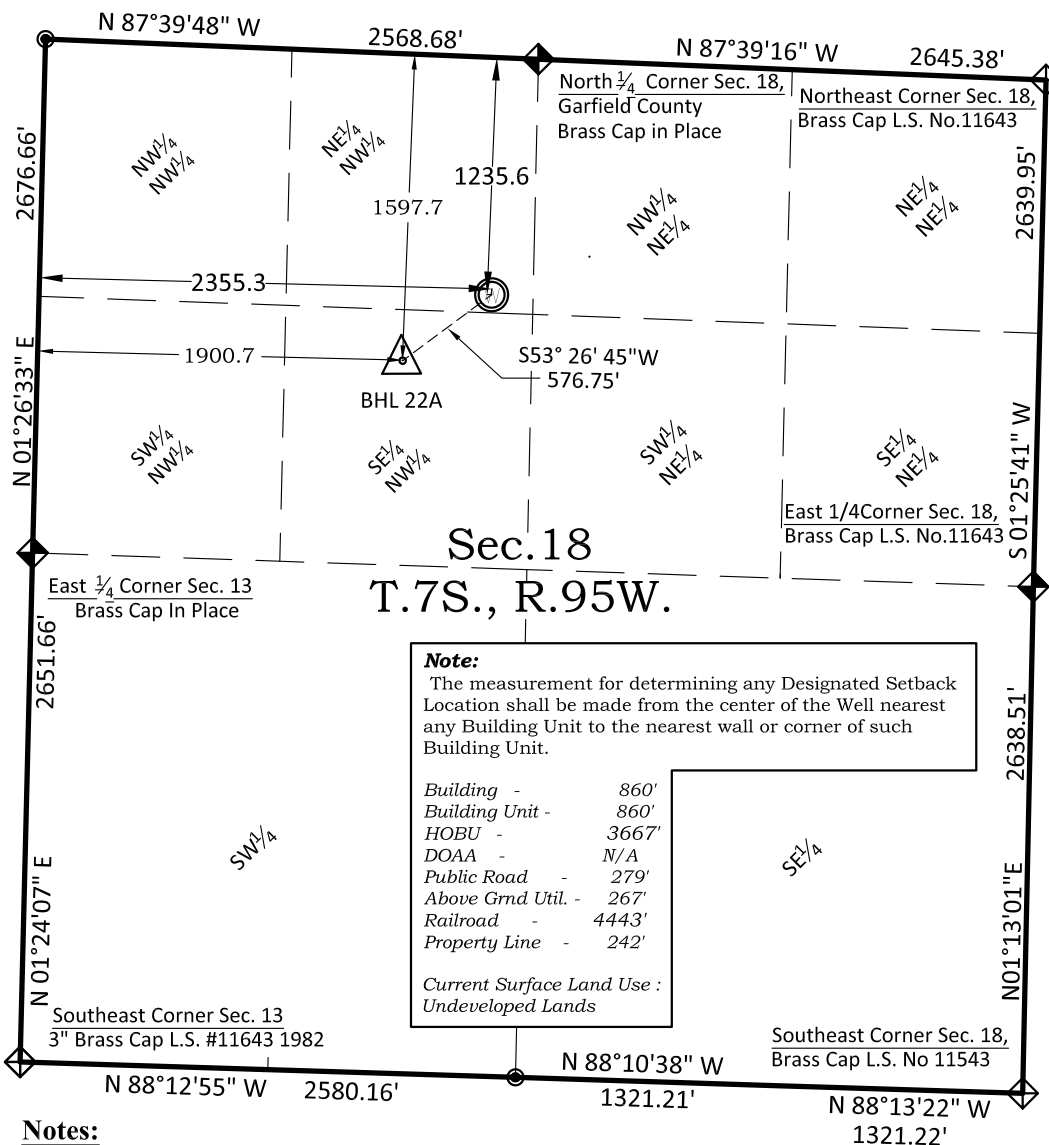 N 87°39'48" W
2568.68'
N 87°39'16" W
2645.38'
North 1/4 Corner Sec. 18,
Garfield County
Brass Cap in Place
Northeast Corner Sec. 18,
Brass Cap L.S. No.11643
2676.66'
NW1/4
NW1/4
NE1/4
NW1/4
1235.6
1597.7
NW1/4
NE1/4
NE1/4
NE1/4
2639.95'
2355.3
1900.7
S53° 26' 45"W
576.75'
BHL 22A
N 01°26'33" E
SW1/4
NW1/4
SE1/4
NW1/4
SW1/4
NE1/4
SE1/4
NE1/4
S 01°25'41" W
East 1/4Corner Sec. 18,
Brass Cap L.S. No.11643
Sec.18
T.7S., R.95W.
East 1/4 Corner Sec. 13
Brass Cap In Place
2651.66'
Note:
The measurement for determining any Designated Setback
Location shall be made from the center of the Well nearest
any Building Unit to the nearest wall or corner of such
Building Unit.
Building - 860'
Building Unit - 860'
HOBU - 3667'
DOAA - N/A
Public Road - 279'
Above Grnd Util. - 267'
Railroad - 4443'
Property Line - 242'
Current Surface Land Use :
Undeveloped Lands
2638.51'
SW1/4
SE1/4
N 01°24'07" E
N01°13'01"E
Southeast Corner Sec. 13
3" Brass Cap L.S. #11643 1982
Southeast Corner Sec. 18,
Brass Cap L.S. No 11543
N 88°12'55" W
2580.16'
N 88°10'38" W
1321.21'
N 88°13'22" W
1321.22'
Notes: